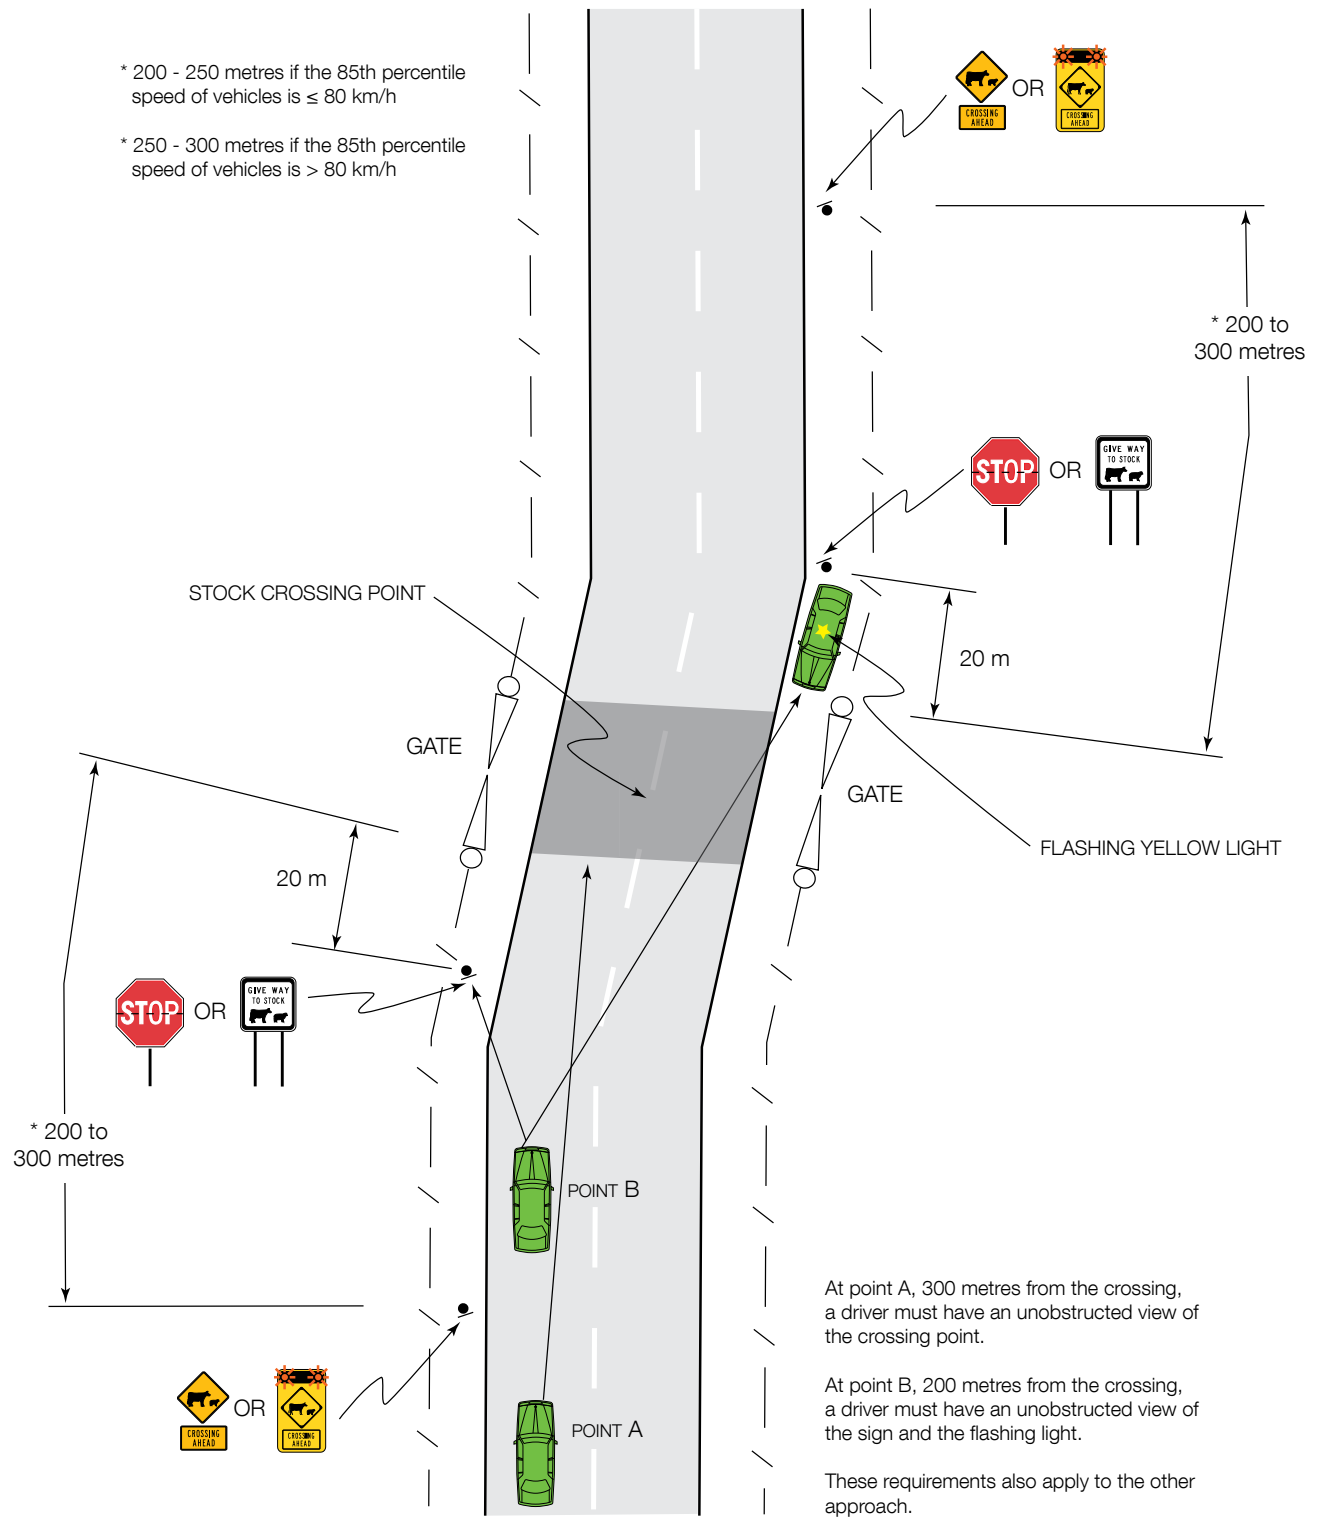 * 200 - 250 metres if the 85th percentile
speed of vehicles is ≤ 80 km/h
* 250 - 300 metres if the 85th percentile
speed of vehicles is > 80 km/h
OR
CROSSING
AHEAD
CROSSING
AHEAD
* 200 to
300 metres
STOP
OR
GIVE WAY
TO STOCK
STOCK CROSSING POINT
20 m
GATE
GATE
FLASHING YELLOW LIGHT
20 m
STOP
OR
GIVE WAY
TO STOCK
* 200 to
300 metres
POINT B
At point A, 300 metres from the crossing,
a driver must have an unobstructed view of
the crossing point.
At point B, 200 metres from the crossing,
a driver must have an unobstructed view of
the sign and the flashing light.
These requirements also apply to the other
approach.
OR
CROSSING
AHEAD
CROSSING
AHEAD
POINT A